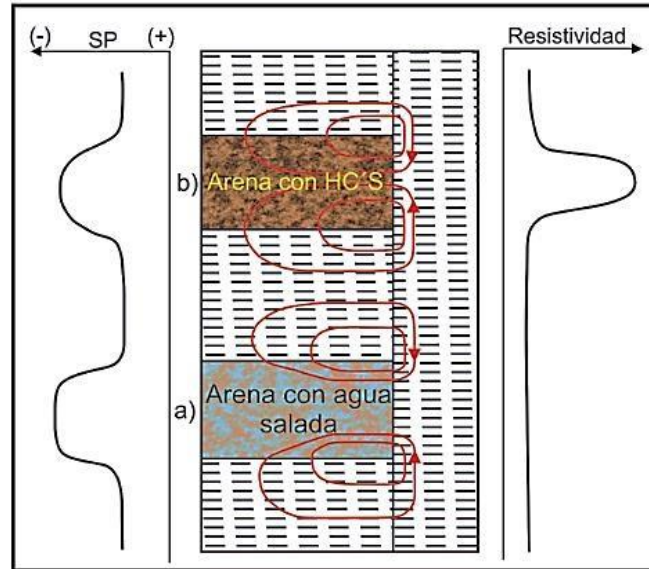 (-) SP (+)
Resistividad
b) Arena con HC´S
a) Arena con agua
salada